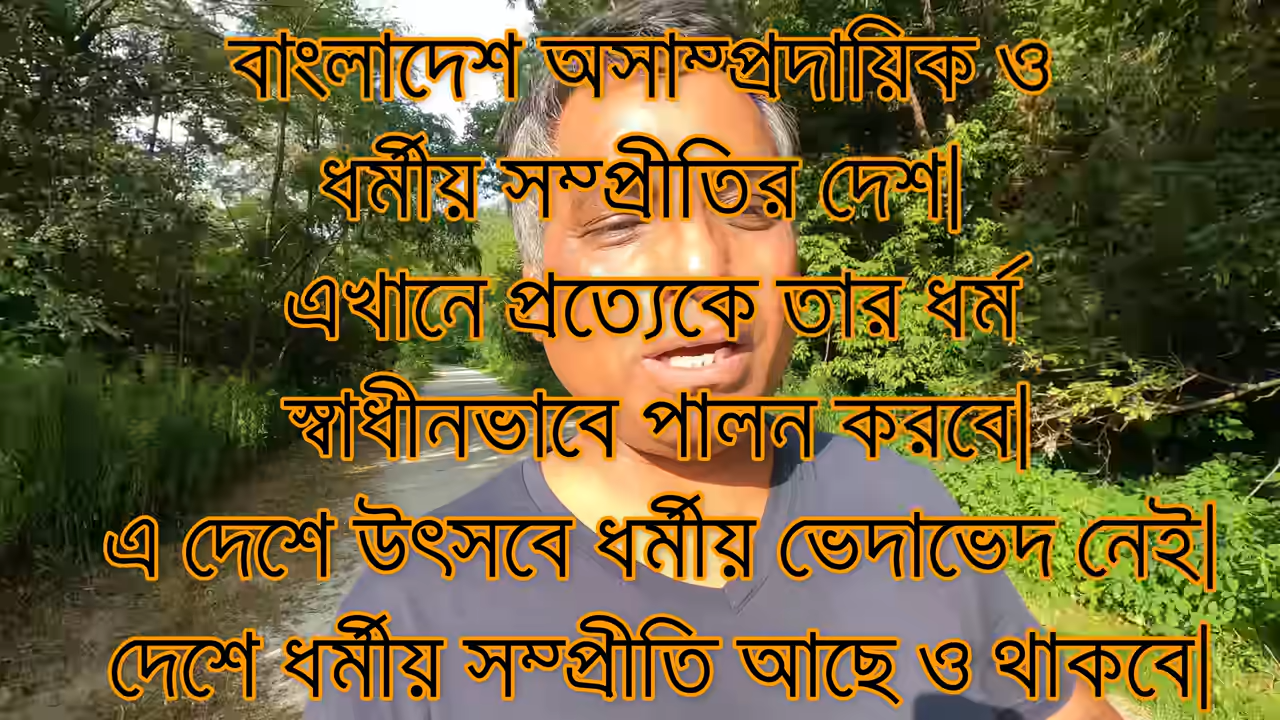 বাংলাদেশ অসাম্প্রদায়িক ও
ধর্মীয় সম্প্রীতির দেশ|
এখানে প্রত্যেকে তার ধর্ম
স্বাধীনভাবে পালন করবে|
এ দেশে উৎসবে ধর্মীয় ভেদাভেদ নেই|
দেশে ধর্মীয় সম্প্রীতি আছে ও থাকবে|